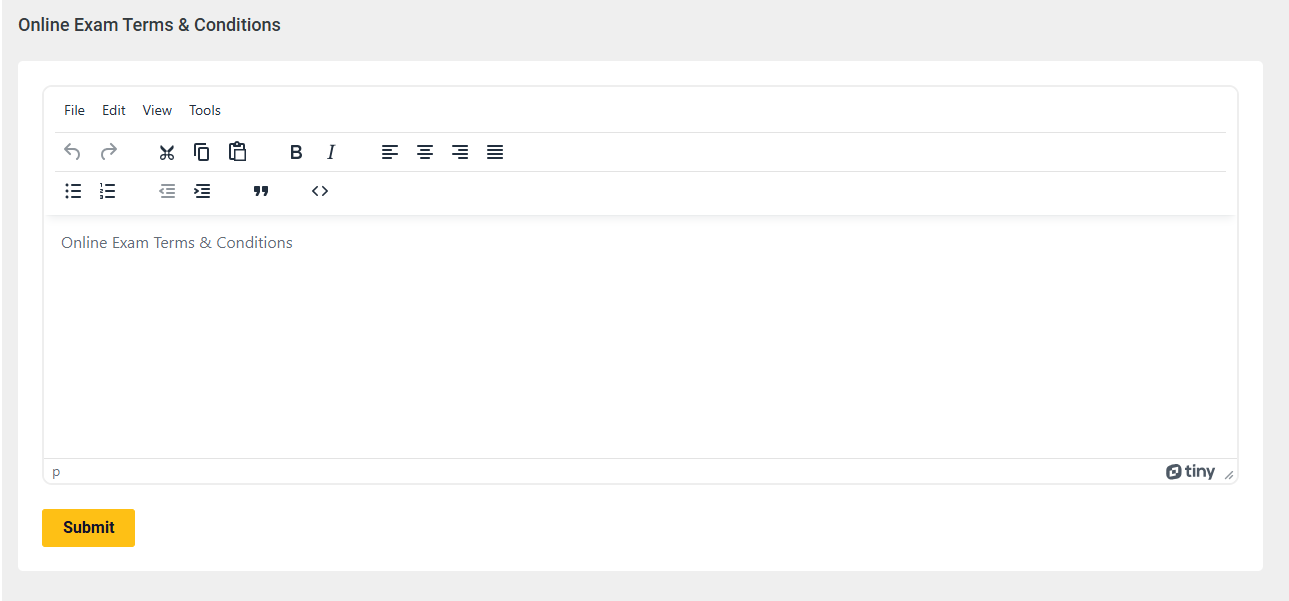 Online Exam Terms & Conditions
File Edit View Tools
B I
Online Exam Terms & Conditions
p tiny
Submit